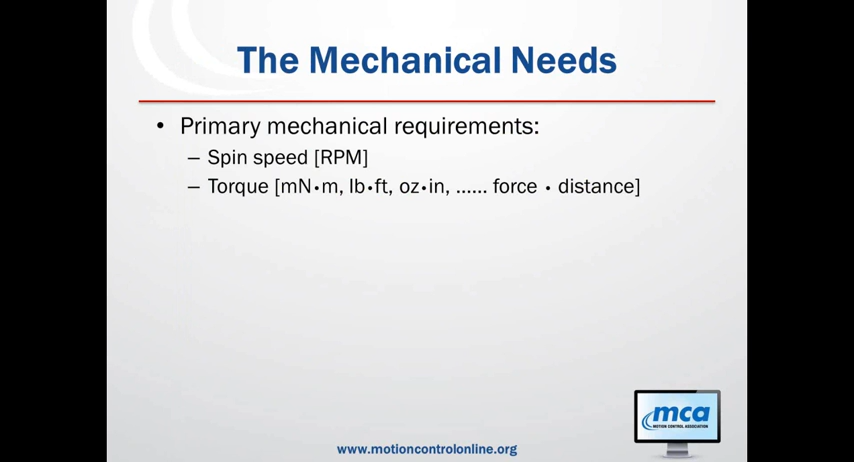 The Mechanical Needs
• Primary mechanical requirements:
– Spin speed [RPM]
– Torque [mN•m, lb•ft, oz•in, ...... force • distance]
mca
MOTION CONTROL ASSOCIATION
www.motioncontrolonline.org